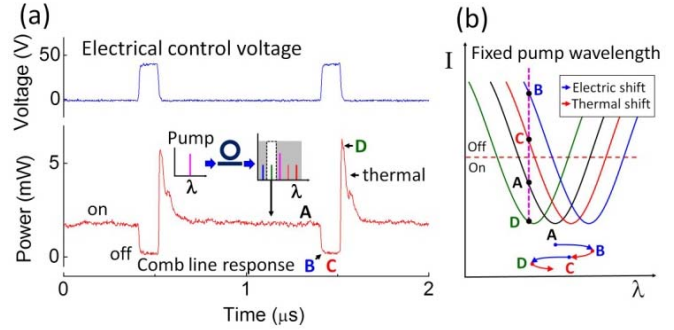 (a)
Electrical control voltage
Voltage (V)
50
0
Power (mW)
5
0
Pump
λ
λ
D
thermal
on
A
off
Comb line response
B
C
0
1
2
Time (μs)
(b)
I
Fixed pump wavelength
B
Electric shift
Thermal shift
C
Off
On
A
D
A
B
C
D
λ